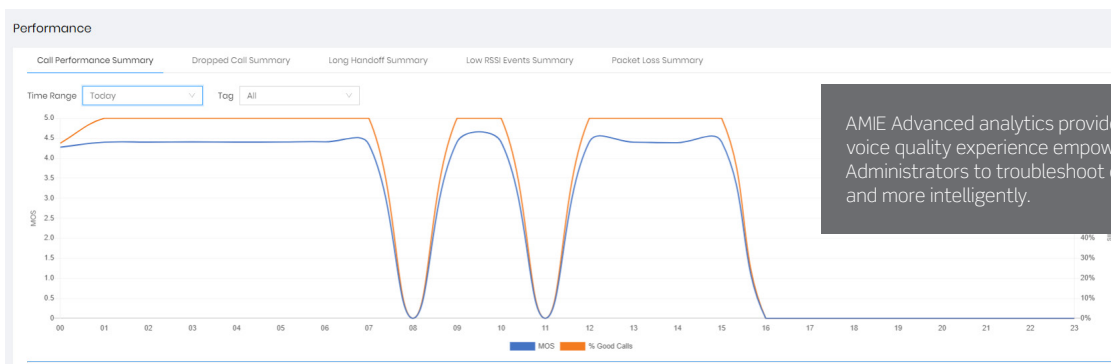 Performance
Call Performance Summary Dropped Call Summary Long Handoff Summary Low RSSI Events Summary Packet Loss Summary
Time Range Today Tag All
AMIE Advanced analytics
voice quality experience
Administrators to troubleshoot
and more intelligently.
5.0
4.5
4.0
3.5
3.0
2.5
2.0
1.5
1.0
0.5
0
MOS
40%
30%
20%
10%
0%
00 01 02 03 04 05 06 07 08 09 10 11 12 13 14 15 16 17 18 19 20 21 22 23
MOS % Good Calls